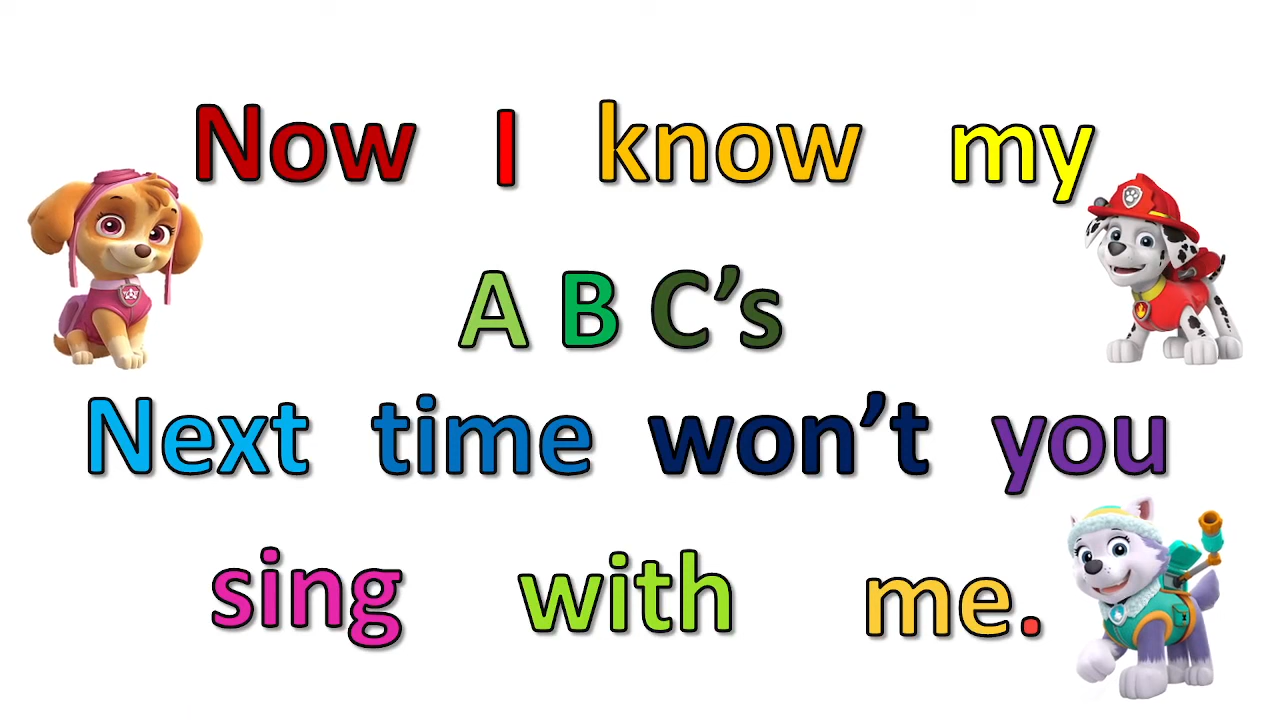 Now I know my
A B C’s
Next time won’t you
sing with me.